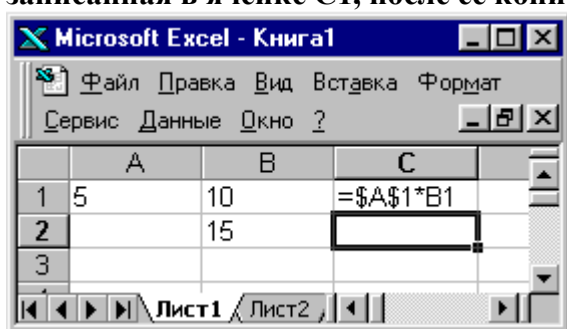 записанная в ячейке C1, после ее копи
Microsoft Excel - Книга1
Файл Правка Вид Вставка Формат
Сервис Данные Окно ?
A B C
1 5 10 =$A$1*B1
2 15
3
Лист1 Лист2